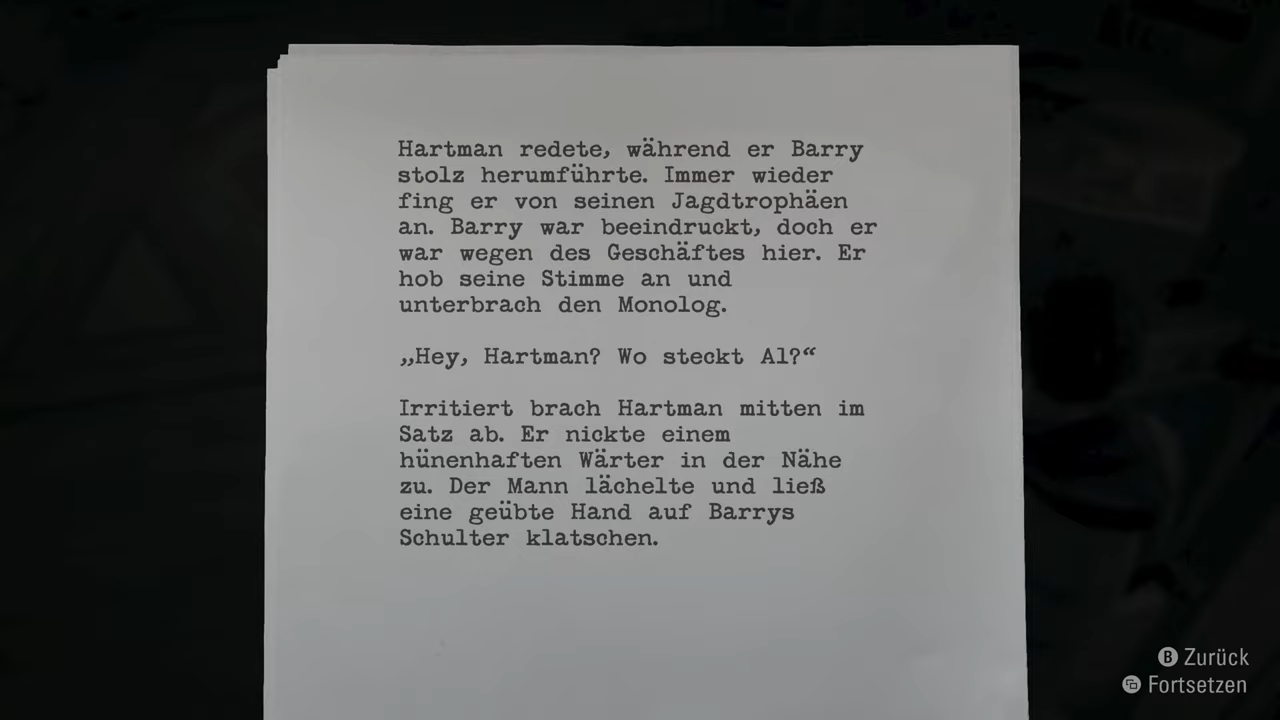 Hartman redete, während er Barry
stolz herumführte. Immer wieder
fing er von seinen Jagdtrophäen
an. Barry war beeindruckt, doch er
war wegen des Geschäftes hier. Er
hob seine Stimme an und
unterbrach den Monolog.
„Hey, Hartman? Wo steckt Al?“
Irritiert brach Hartman mitten im
Satz ab. Er nickte einem
hünenhaften Wärter in der Nähe
zu. Der Mann lächelte und ließ
eine geübte Hand auf Barrys
Schulter klatschen.
B Zurück
Fortsetzen